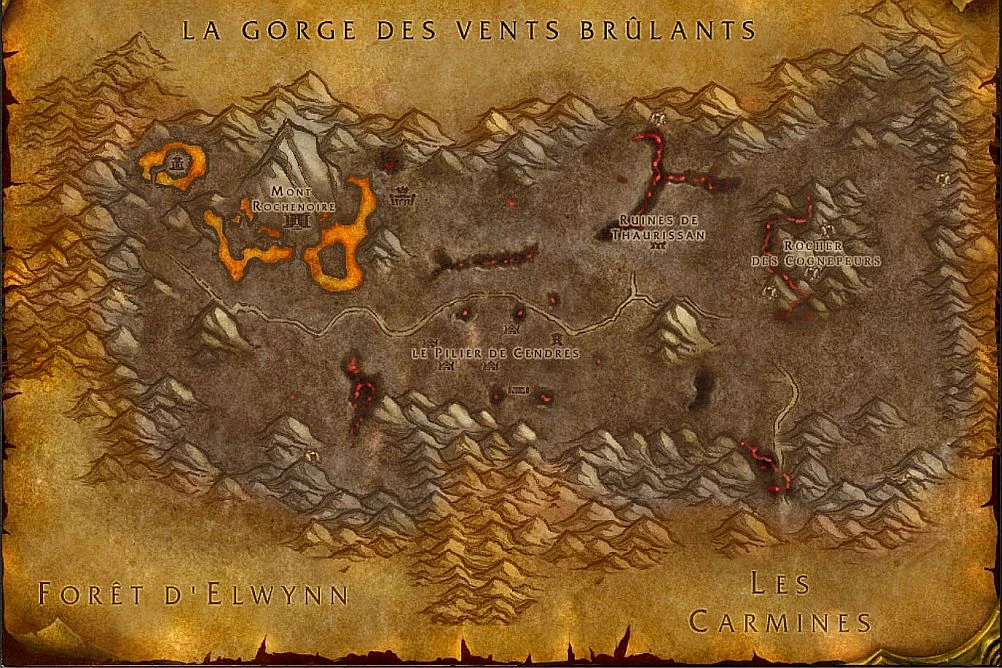 LA GORGE DES VENTS BRÛLANTS
MONT
ROCHENOIRE
RUINES DE
THAURISSAN
ROCHER
DES COGNEPEURS
LE PILIER DE CENDRES
FORÊT D'ELWYNN
LES
CARMINES